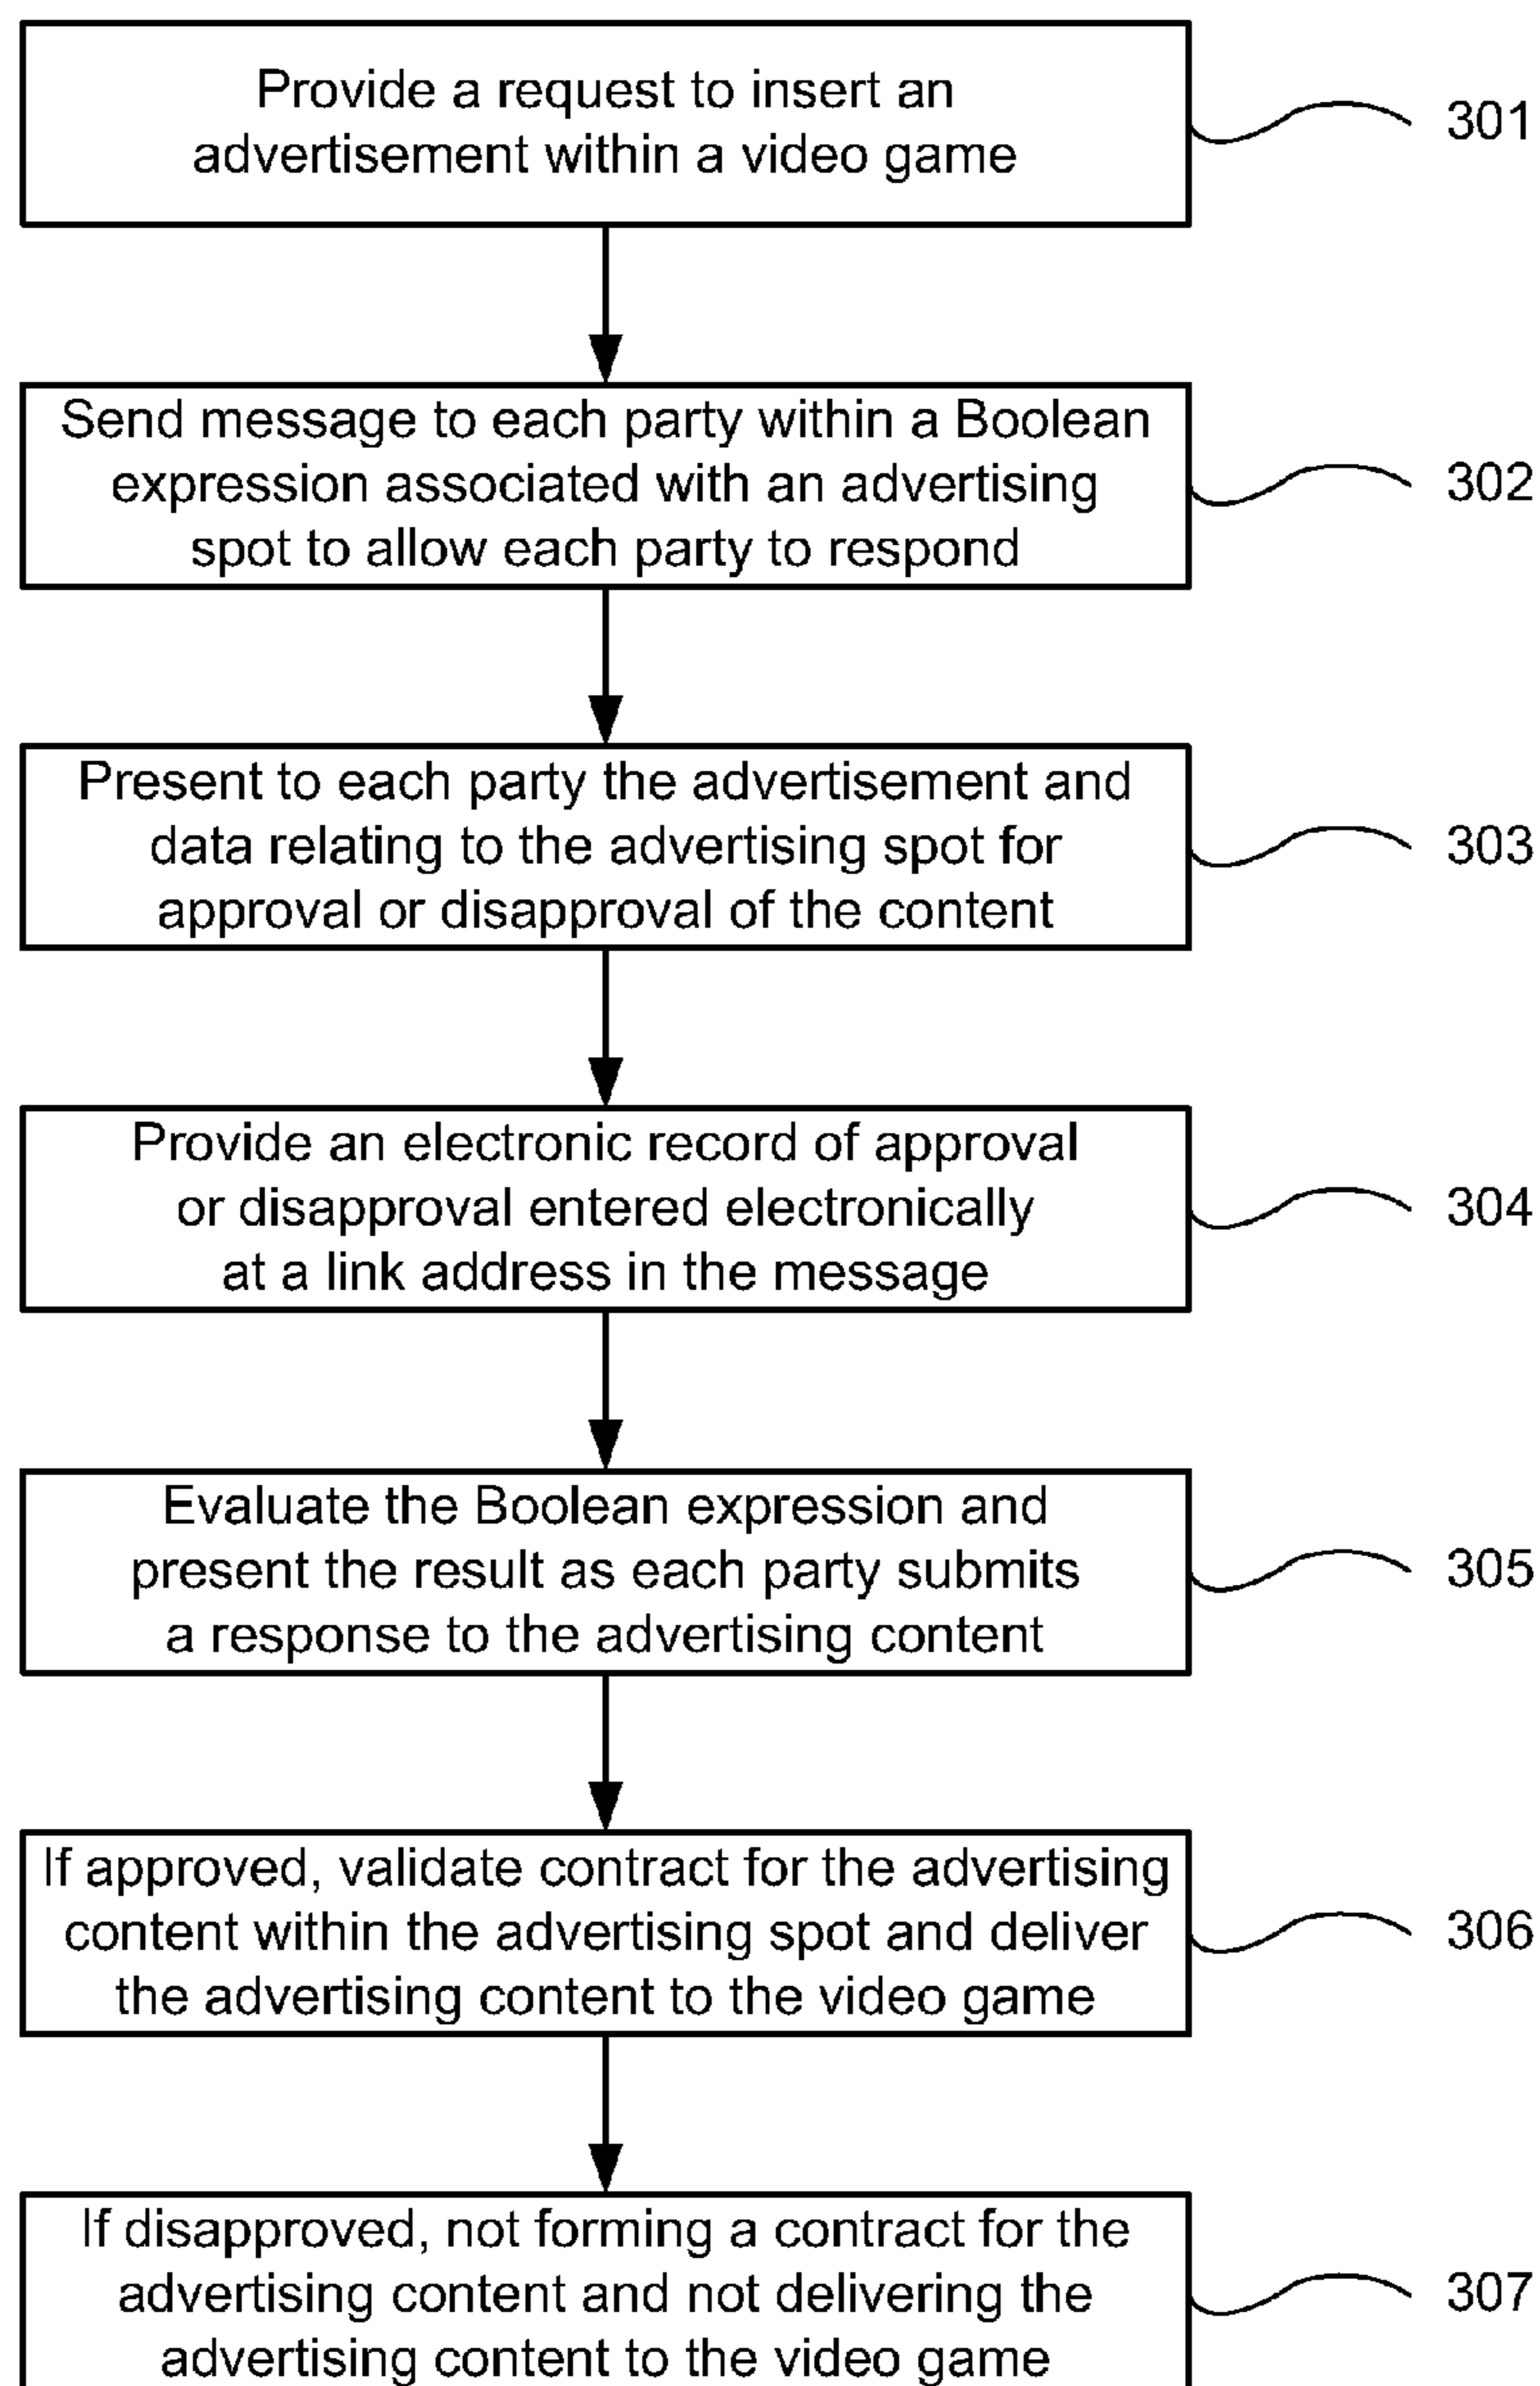 Provide a request to insert an
advertisement within a video game
301
Send message to each party within a Boolean
expression associated with an advertising
spot to allow each party to respond
302
Present to each party the advertisement and
data relating to the advertising spot for
approval or disapproval of the content
303
Provide an electronic record of approval
or disapproval entered electronically
at a link address in the message
304
Evaluate the Boolean expression and
present the result as each party submits
a response to the advertising content
305
If approved, validate contract for the advertising
content within the advertising spot and deliver
the advertising content to the video game
306
If disapproved, not forming a contract for the
advertising content and not delivering the
advertising content to the video game
307